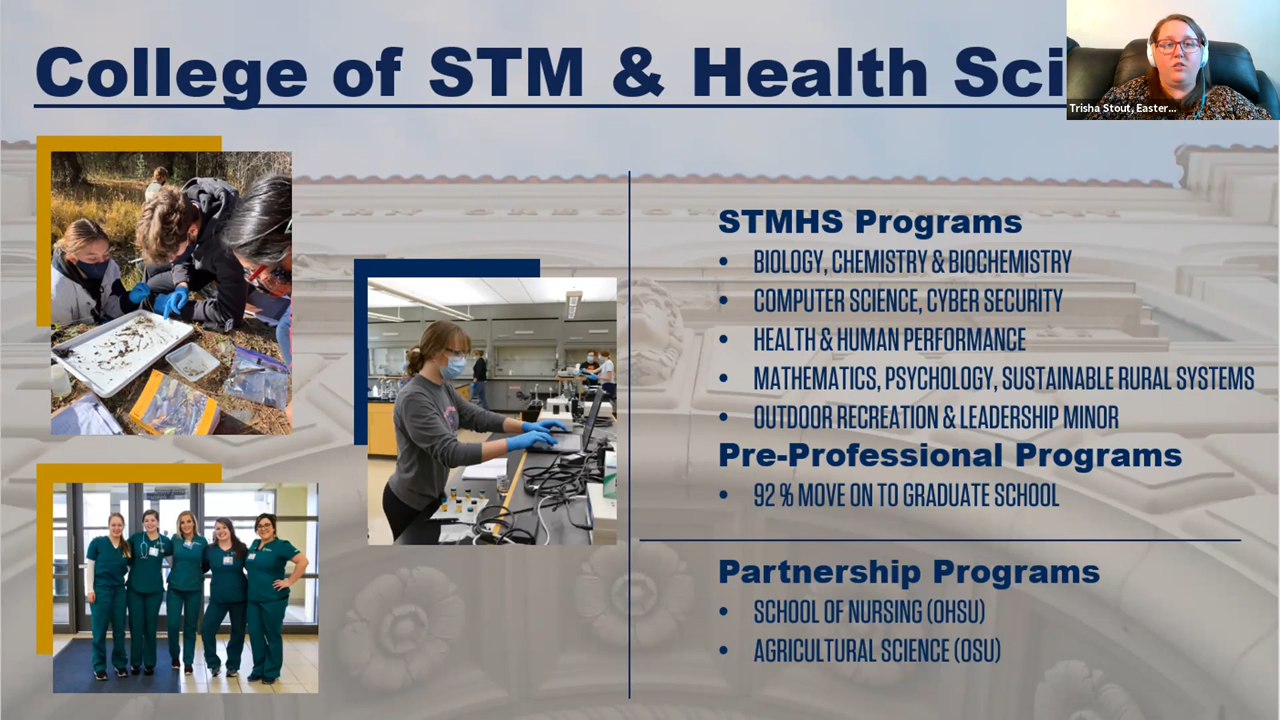 College of STM & Health Sci
Trisha Stout, Easter...
STMHS Programs
• BIOLOGY, CHEMISTRY & BIOCHEMISTRY
• COMPUTER SCIENCE, CYBER SECURITY
• HEALTH & HUMAN PERFORMANCE
• MATHEMATICS, PSYCHOLOGY, SUSTAINABLE RURAL SYSTEMS
• OUTDOOR RECREATION & LEADERSHIP MINOR
Pre-Professional Programs
• 92 % MOVE ON TO GRADUATE SCHOOL
Partnership Programs
• SCHOOL OF NURSING (OHSU)
• AGRICULTURAL SCIENCE (OSU)